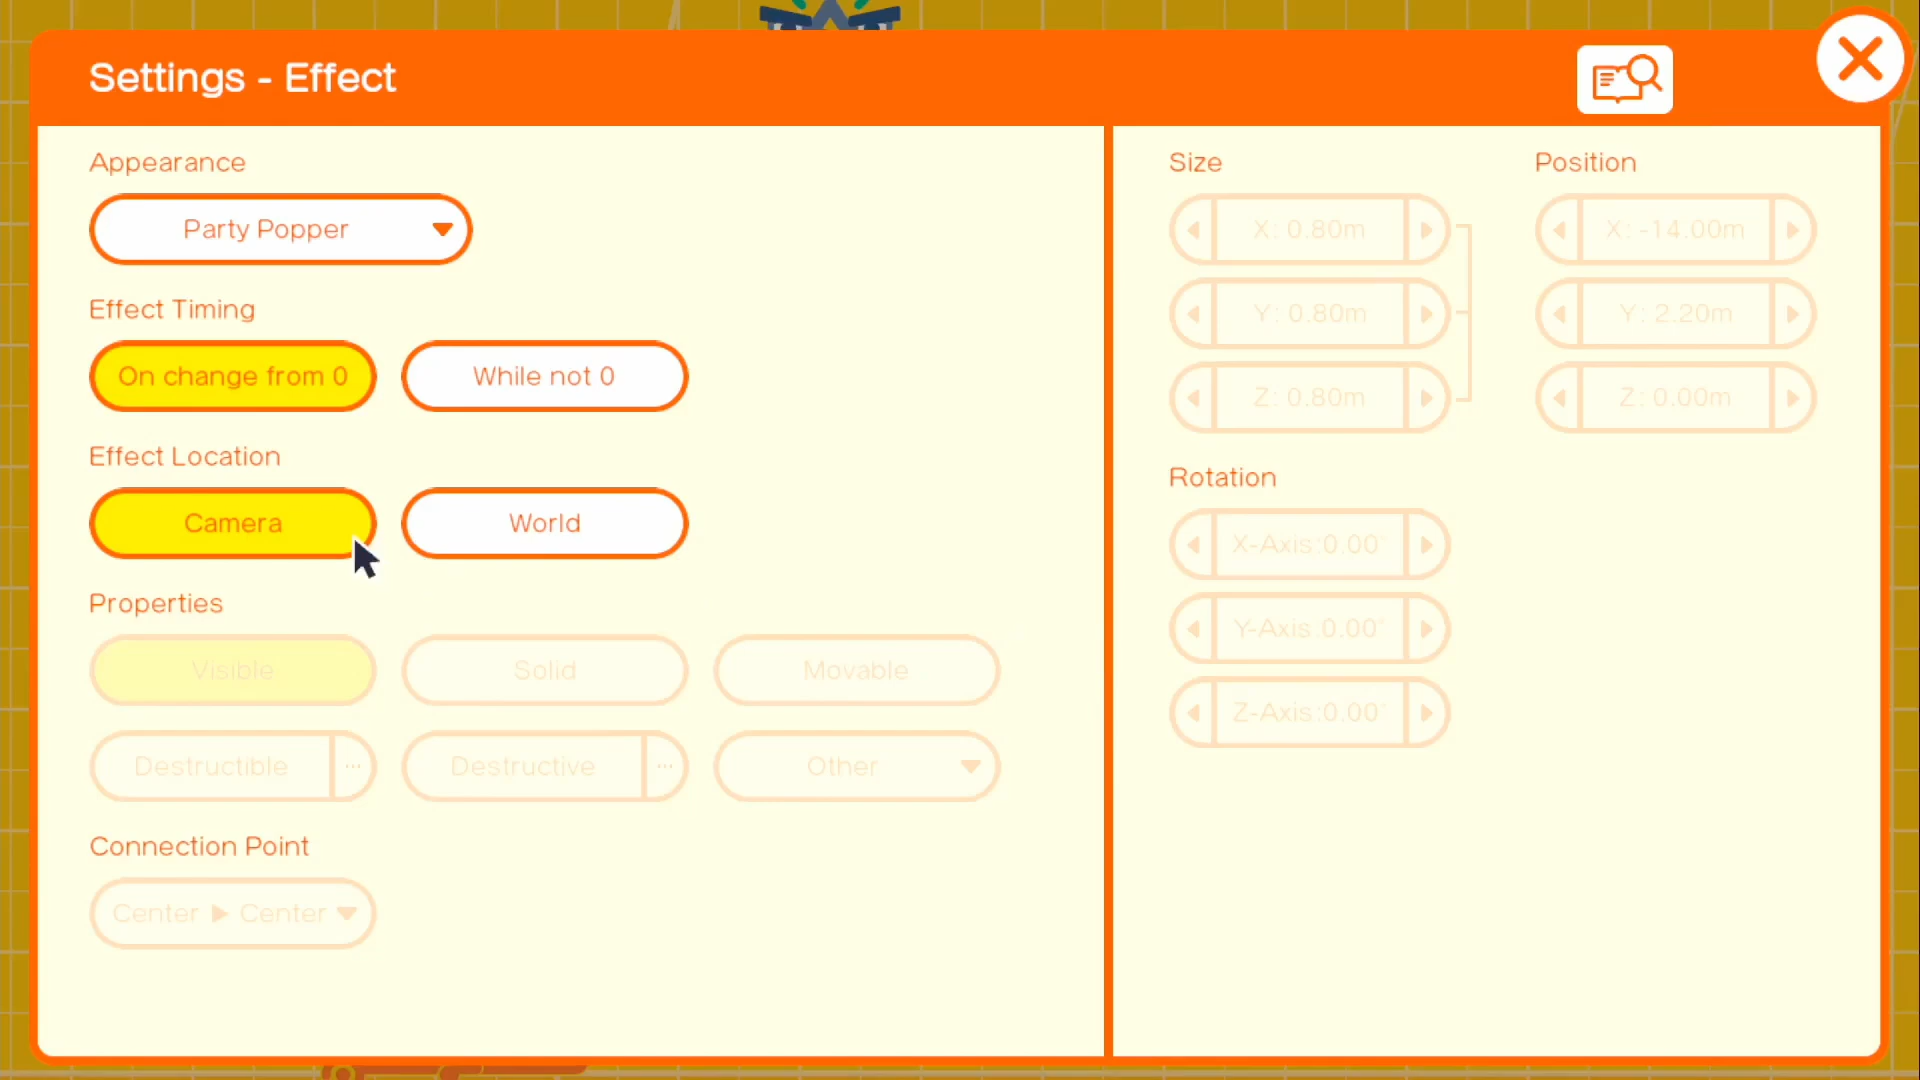 Settings - Effect
Appearance
Party Popper
Effect Timing
On change from 0
While not 0
Effect Location
Camera
World
Properties
Visible
Solid
Movable
Destructible
...
Destructive
...
Other
Connection Point
Center ▶ Center
Size
X: 0.80m
Y: 0.80m
Z: 0.80m
Position
X: -14.00m
Y: 2.20m
Z: 0.00m
Rotation
X-Axis:0.00°
Y-Axis:0.00°
Z-Axis:0.00°